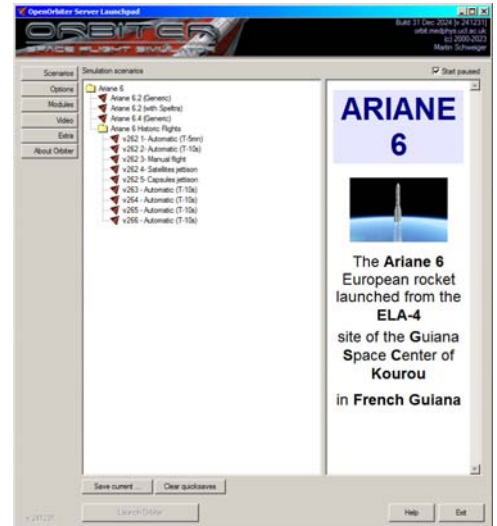 OpenOrbiter Server Launchpad
ORBITER
SPACE FLIGHT SIMULATOR
Build 31 Dec 2024 [v 241231]
orbit.medphys.ucl.ac.uk
(c) 2000-2023
Martin Schweiger
Scenarios
Options
Modules
Video
Extra
About Orbiter
Simulation scenarios
Start paused
Ariane 6
Ariane 6.2 (Generic)
Ariane 6.2 (with Speltra)
Ariane 6.4 (Generic)
Ariane 6 Historic Flights
v262 1- Automatic (T-5mn)
v262 2- Automatic (T-10s)
v262 3- Manual flight
v262 4- Satellites jettison
v262 5- Capsules jettison
v263 - Automatic (T-10s)
v264 - Automatic (T-10s)
v265 - Automatic (T-10s)
v266 - Automatic (T-10s)
ARIANE
6
The Ariane 6
European rocket
launched from the
ELA-4
site of the Guiana
Space Center of
Kourou
in French Guiana
Save current ...
Clear quicksaves
v.241231
Launch Orbiter
Help
Exit